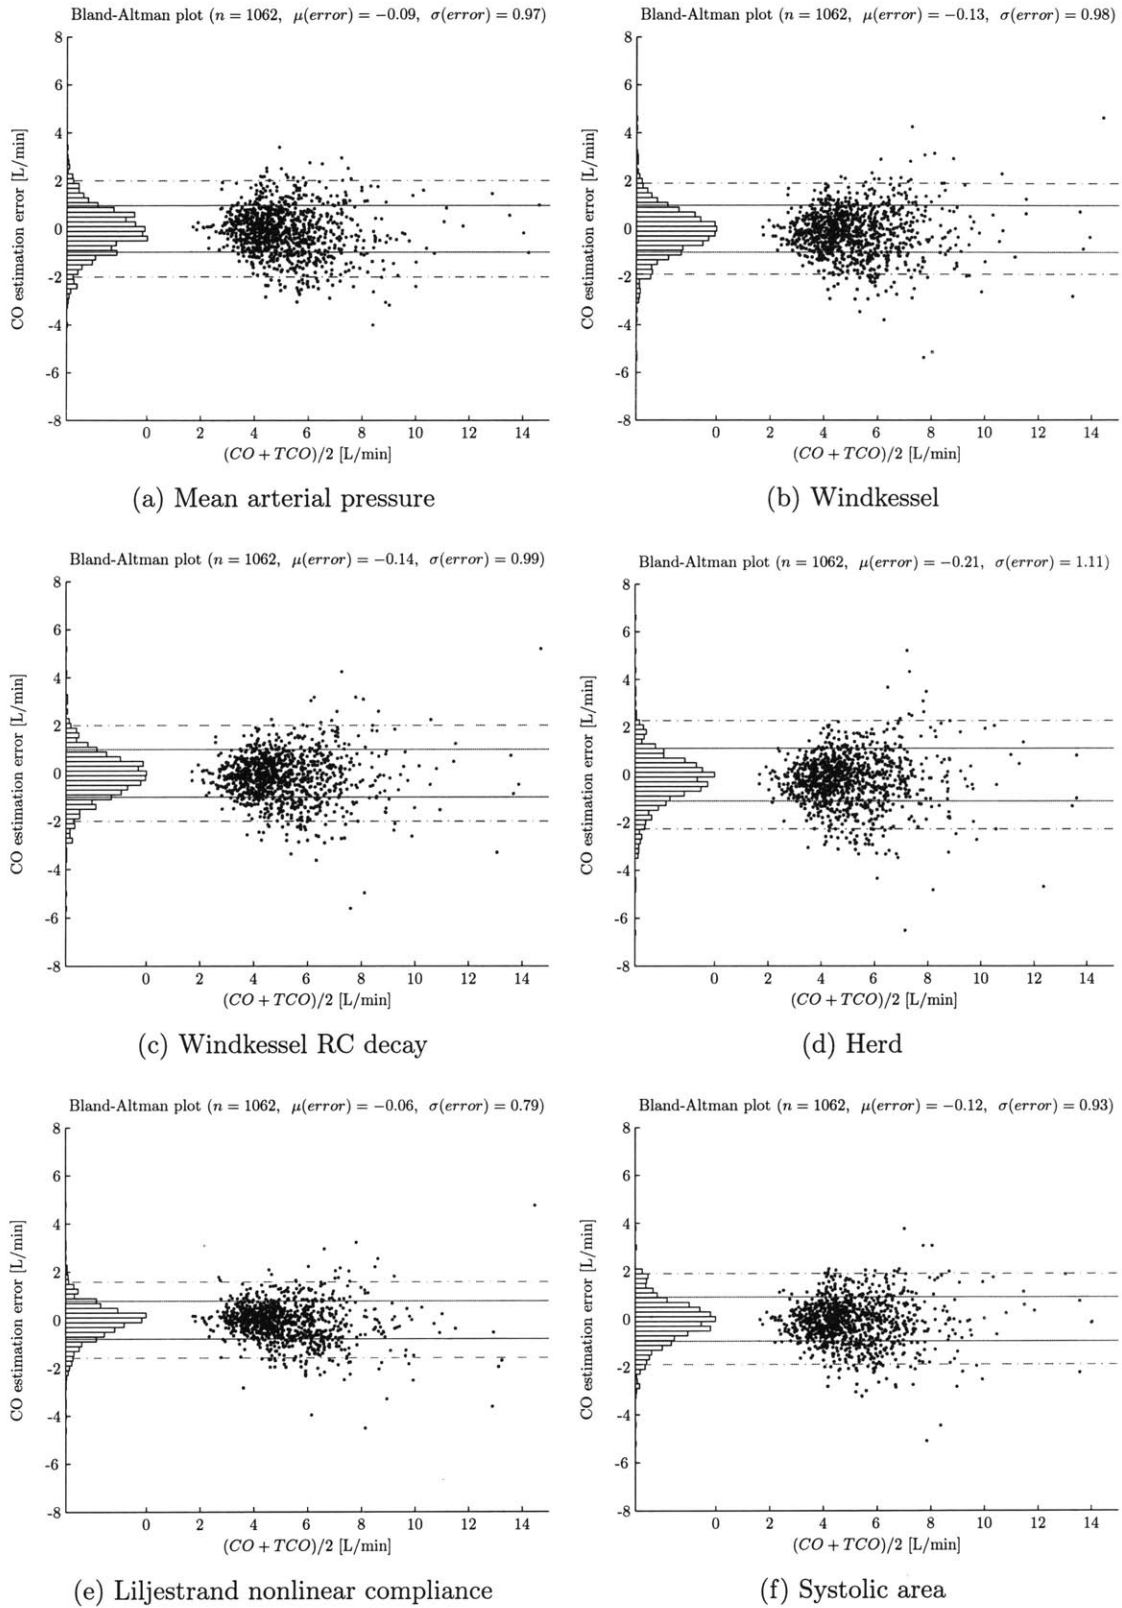 Bland-Altman plot (n = 1062, μ(error) = −0.09, σ(error) = 0.97)
8
6
4
2
0
-2
-4
-6
-8
CO estimation error [L/min]
0 2 4 6 8 10 12 14
(CO + TCO)/2 [L/min]
(a) Mean arterial pressure
Bland-Altman plot (n = 1062, μ(error) = −0.13, σ(error) = 0.98)
8
6
4
2
0
-2
-4
-6
-8
CO estimation error [L/min]
0 2 4 6 8 10 12 14
(CO + TCO)/2 [L/min]
(b) Windkessel
Bland-Altman plot (n = 1062, μ(error) = −0.14, σ(error) = 0.99)
8
6
4
2
0
-2
-4
-6
-8
CO estimation error [L/min]
0 2 4 6 8 10 12 14
(CO + TCO)/2 [L/min]
(c) Windkessel RC decay
Bland-Altman plot (n = 1062, μ(error) = −0.21, σ(error) = 1.11)
8
6
4
2
0
-2
-4
-6
-8
CO estimation error [L/min]
0 2 4 6 8 10 12 14
(CO + TCO)/2 [L/min]
(d) Herd
Bland-Altman plot (n = 1062, μ(error) = −0.06, σ(error) = 0.79)
8
6
4
2
0
-2
-4
-6
-8
CO estimation error [L/min]
0 2 4 6 8 10 12 14
(CO + TCO)/2 [L/min]
(e) Liljestrand nonlinear compliance
Bland-Altman plot (n = 1062, μ(error) = −0.12, σ(error) = 0.93)
8
6
4
2
0
-2
-4
-6
-8
CO estimation error [L/min]
0 2 4 6 8 10 12 14
(CO + TCO)/2 [L/min]
(f) Systolic area